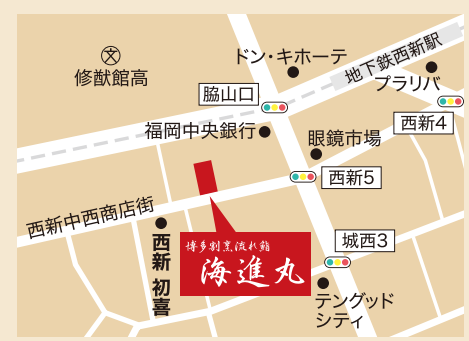 ドン・キホーテ
地下鉄西新駅
文
修猷館高
プラリバ
脇山口
西新4
福岡中央銀行
眼鏡市場
西新5
西新中西商店街
西新 初喜
城西3
博多割烹流れ鮨
海進丸
テングッド
シティ